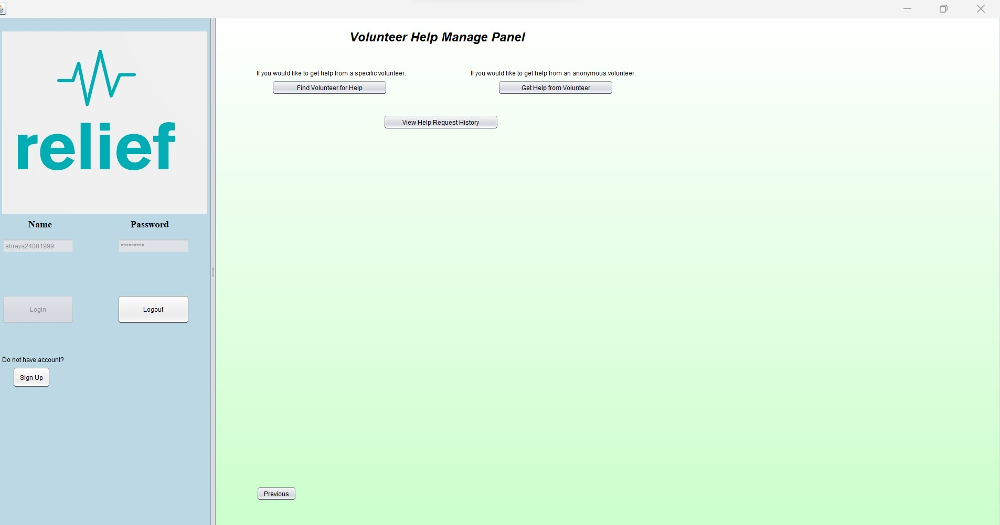 relief
Name
Password
shreya24081999
*********
Login
Logout
Do not have account?
Sign Up
Volunteer Help Manage Panel
If you would like to get help from a specific volunteer.
Find Volunteer for Help
If you would like to get help from an anonymous volunteer.
Get Help from Volunteer
View Help Request History
Previous